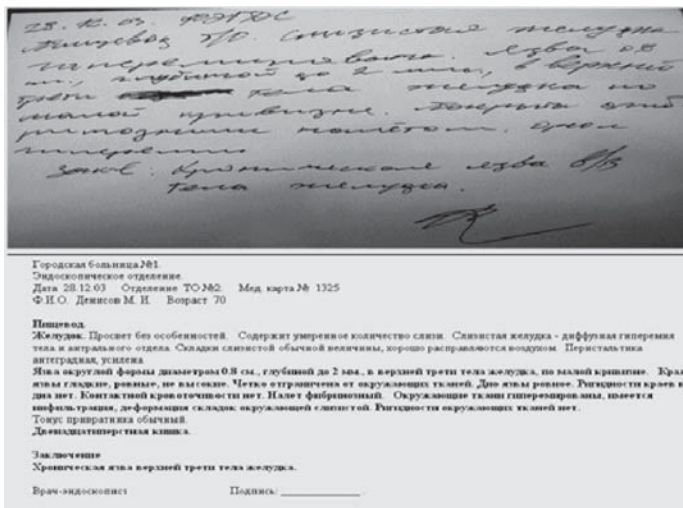 28.12.03. ФЭГДС
Пищевод б/о. Слизистая желудка
гиперемирована. Язва 0.8
см., глубиной до 2 мм., в верхней
трети тела желудка по
малой кривизне. Покрыта фиб
ринозным налётом. Очаг
гиперемии
Закл: Хроническая язва в/з
тела желудка.
Городская больница №1.
Эндоскопическое отделение.
Дата 28.12.03 Отделение ТО №2 Мед. карта № 1325
Ф.И.О. Денисов М. И. Возраст 70
Пищевод.
Желудок. Просвет без особенностей. Содержит умеренное количество слизи. Слизистая желудка - диффузная гиперемия
тела и антрального отдела. Складки слизистой обычной величины, хорошо расправляются воздухом. Перистальтика
антеградная, усилена.
Язва округлой формы диаметром 0.8 см., глубиной до 2 мм., в верхней трети тела желудка, по малой кривизне. Края
язвы гладкие, ровные, не высокие. Четко отграничена от окружающих тканей. Дно язвы ровное. Ригидности краев и
дна нет. Контактной кровоточивости нет. Налет фибринозный. Окружающие ткани гиперемированы, имеется
инфильтрация, деформация складок окружающей слизистой. Ригидности окружающих тканей нет.
Тонус привратника обычный.
Двенадцатиперстная кишка.
Заключение
Хроническая язва верхней трети тела желудка.
Врач-эндоскопист Подпись: ____________ .